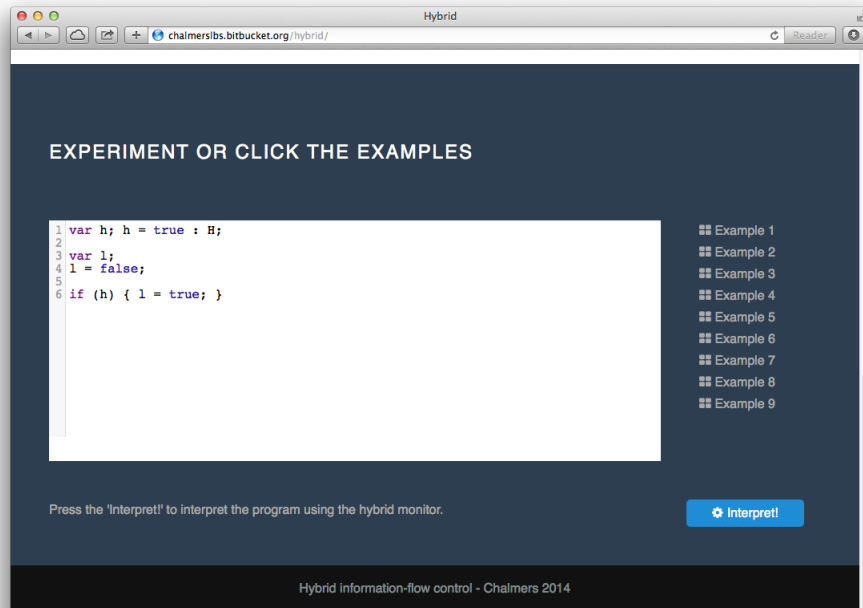 Hybrid
chalmerslbs.bitbucket.org/hybrid/
Reader
EXPERIMENT OR CLICK THE EXAMPLES
1 var h; h = true : H;
2
3 var l;
4 l = false;
5
6 if (h) { l = true; }
Example 1
Example 2
Example 3
Example 4
Example 5
Example 6
Example 7
Example 8
Example 9
Press the 'Interpret!' to interpret the program using the hybrid monitor.
Interpret!
Hybrid information-flow control - Chalmers 2014